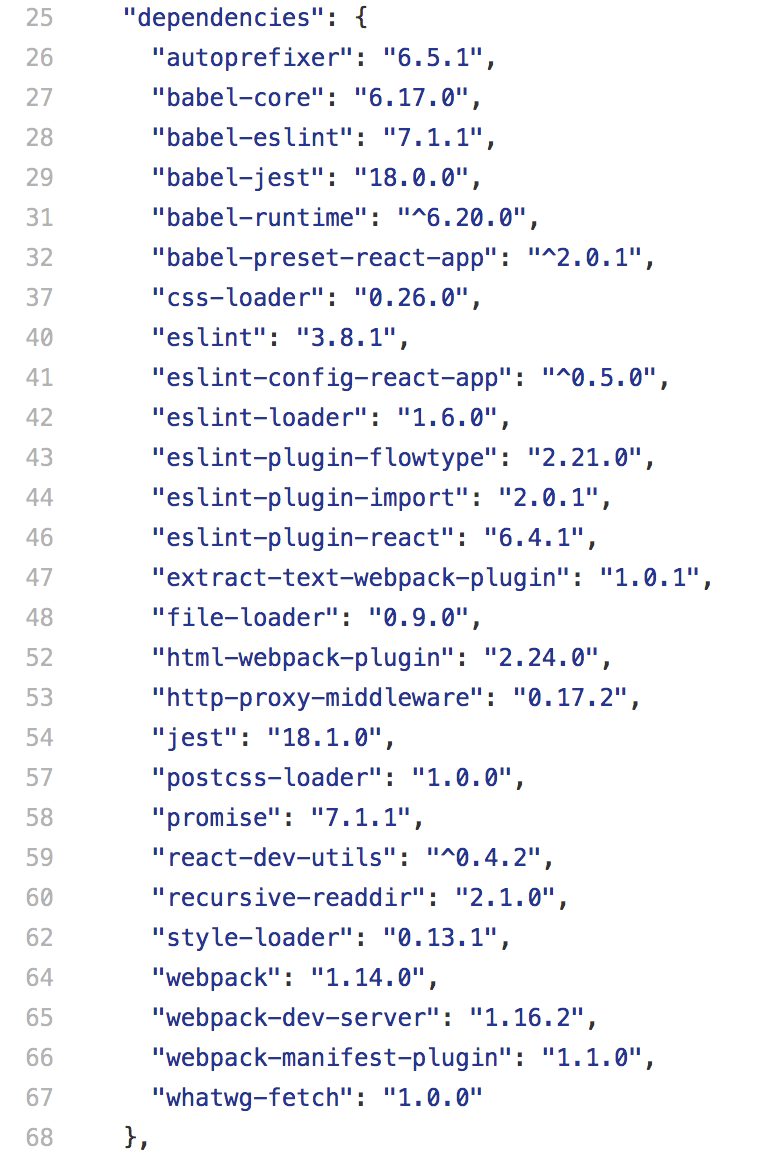 25 "dependencies": {
26 "autoprefixer": "6.5.1",
27 "babel-core": "6.17.0",
28 "babel-eslint": "7.1.1",
29 "babel-jest": "18.0.0",
31 "babel-runtime": "^6.20.0",
32 "babel-preset-react-app": "^2.0.1",
37 "css-loader": "0.26.0",
40 "eslint": "3.8.1",
41 "eslint-config-react-app": "^0.5.0",
42 "eslint-loader": "1.6.0",
43 "eslint-plugin-flowtype": "2.21.0",
44 "eslint-plugin-import": "2.0.1",
46 "eslint-plugin-react": "6.4.1",
47 "extract-text-webpack-plugin": "1.0.1",
48 "file-loader": "0.9.0",
52 "html-webpack-plugin": "2.24.0",
53 "http-proxy-middleware": "0.17.2",
54 "jest": "18.1.0",
57 "postcss-loader": "1.0.0",
58 "promise": "7.1.1",
59 "react-dev-utils": "^0.4.2",
60 "recursive-readdir": "2.1.0",
62 "style-loader": "0.13.1",
64 "webpack": "1.14.0",
65 "webpack-dev-server": "1.16.2",
66 "webpack-manifest-plugin": "1.1.0",
67 "whatwg-fetch": "1.0.0"
68 },